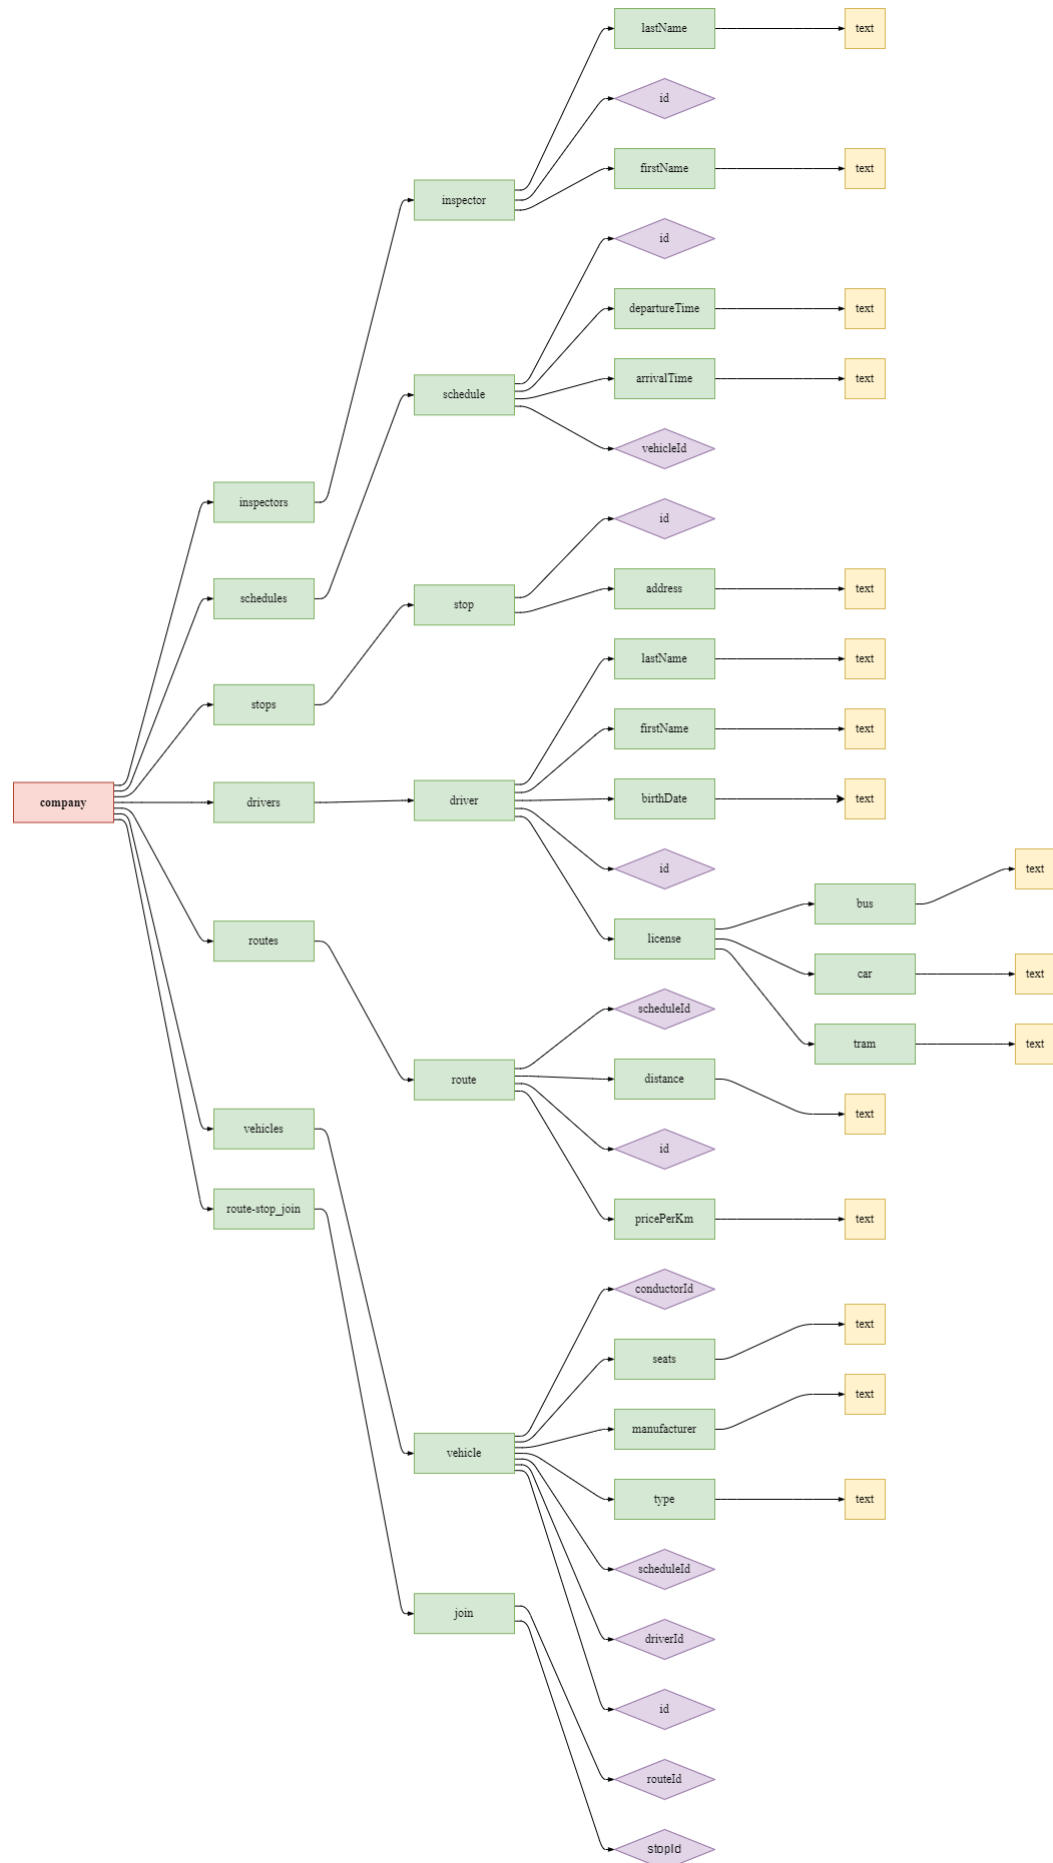 lastName
text
id
firstName
text
inspector
id
departureTime
text
schedule
arrivalTime
text
vehicleId
inspectors
id
schedules
stop
address
text
lastName
text
stops
firstName
text
company
drivers
driver
birthDate
text
id
text
bus
routes
license
car
text
scheduleId
tram
text
route
distance
text
vehicles
id
route-stop_join
pricePerKm
text
conductorId
text
seats
text
manufacturer
vehicle
type
text
scheduleId
join
driverId
id
routeId
stopId